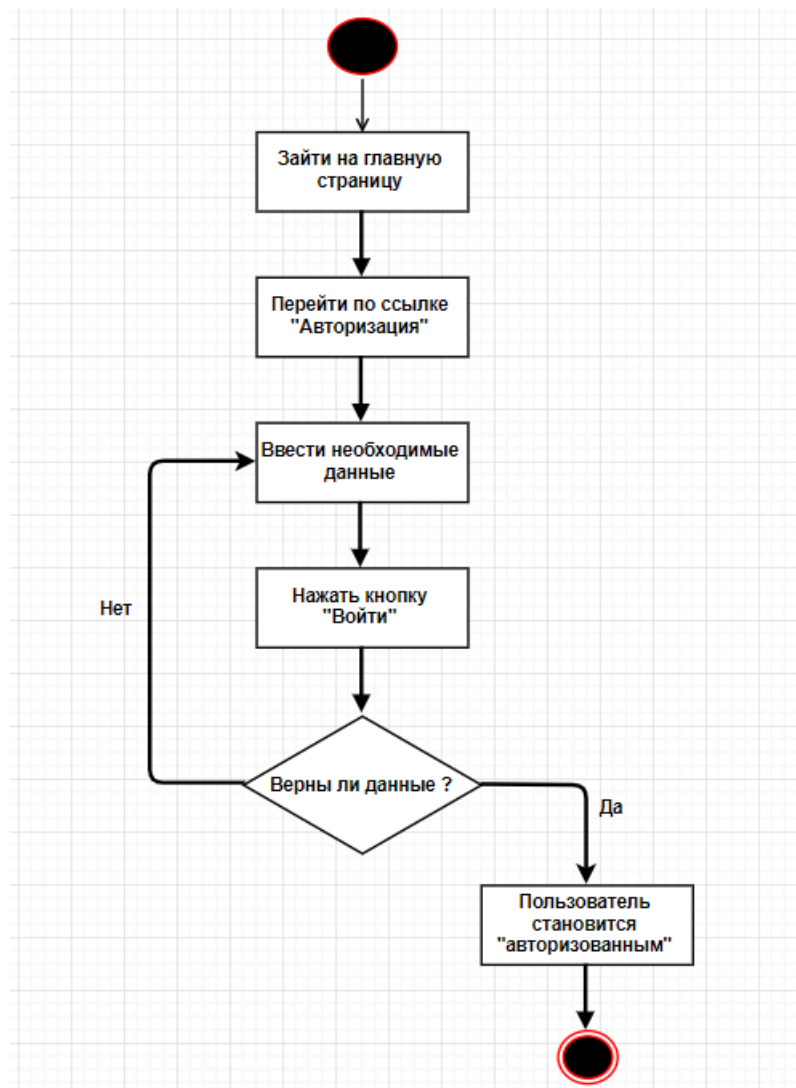 Зайти на главную
страницу
Перейти по ссылке
"Авторизация"
Ввести необходимые
данные
Нажать кнопку
"Войти"
Нет
Верны ли данные ?
Да
Пользователь
становится
"авторизованным"